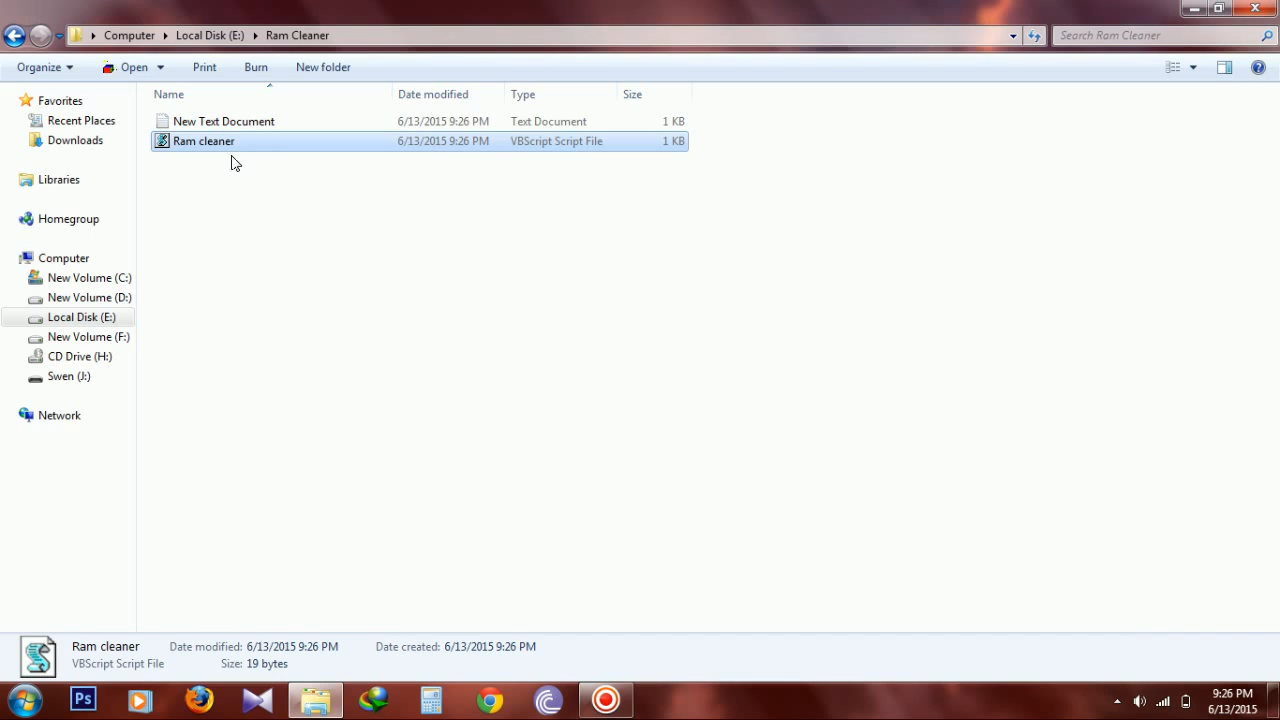 Computer Local Disk (E:) Ram Cleaner
Search Ram Cleaner
Organize Open Print Burn New folder
Name Date modified Type Size
New Text Document 6/13/2015 9:26 PM Text Document 1 KB
Ram cleaner 6/13/2015 9:26 PM VBScript Script File 1 KB
Favorites
Recent Places
Downloads
Libraries
Homegroup
Computer
New Volume (C:)
New Volume (D:)
Local Disk (E:)
New Volume (F:)
CD Drive (H:)
Swen (J:)
Network
Ram cleaner Date modified: 6/13/2015 9:26 PM Date created: 6/13/2015 9:26 PM
VBScript Script File Size: 19 bytes
Ps
9:26 PM
6/13/2015